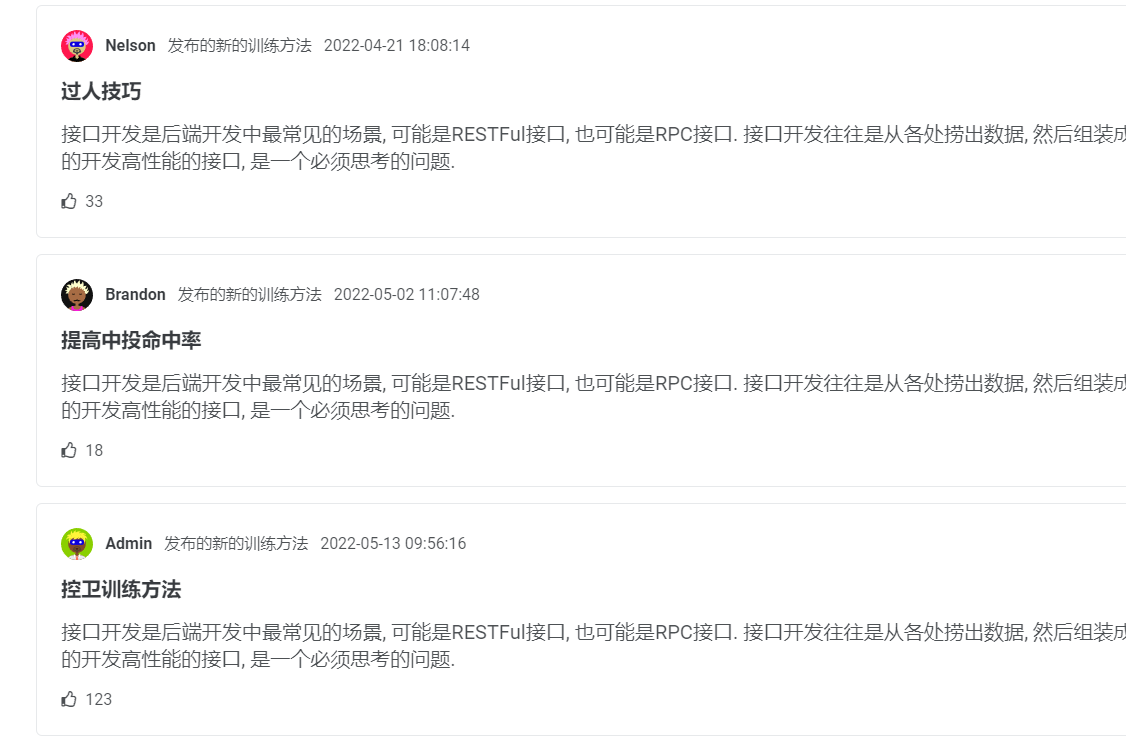 Nelson 发布的新的训练方法 2022-04-21 18:08:14
过人技巧
接口开发是后端开发中最常见的场景, 可能是RESTFul接口, 也可能是RPC接口. 接口开发往往是从各处捞出数据, 然后组装成
的开发高性能的接口, 是一个必须思考的问题.
33
Brandon 发布的新的训练方法 2022-05-02 11:07:48
提高中投命中率
接口开发是后端开发中最常见的场景, 可能是RESTFul接口, 也可能是RPC接口. 接口开发往往是从各处捞出数据, 然后组装成
的开发高性能的接口, 是一个必须思考的问题.
18
Admin 发布的新的训练方法 2022-05-13 09:56:16
控卫训练方法
接口开发是后端开发中最常见的场景, 可能是RESTFul接口, 也可能是RPC接口. 接口开发往往是从各处捞出数据, 然后组装成
的开发高性能的接口, 是一个必须思考的问题.
123